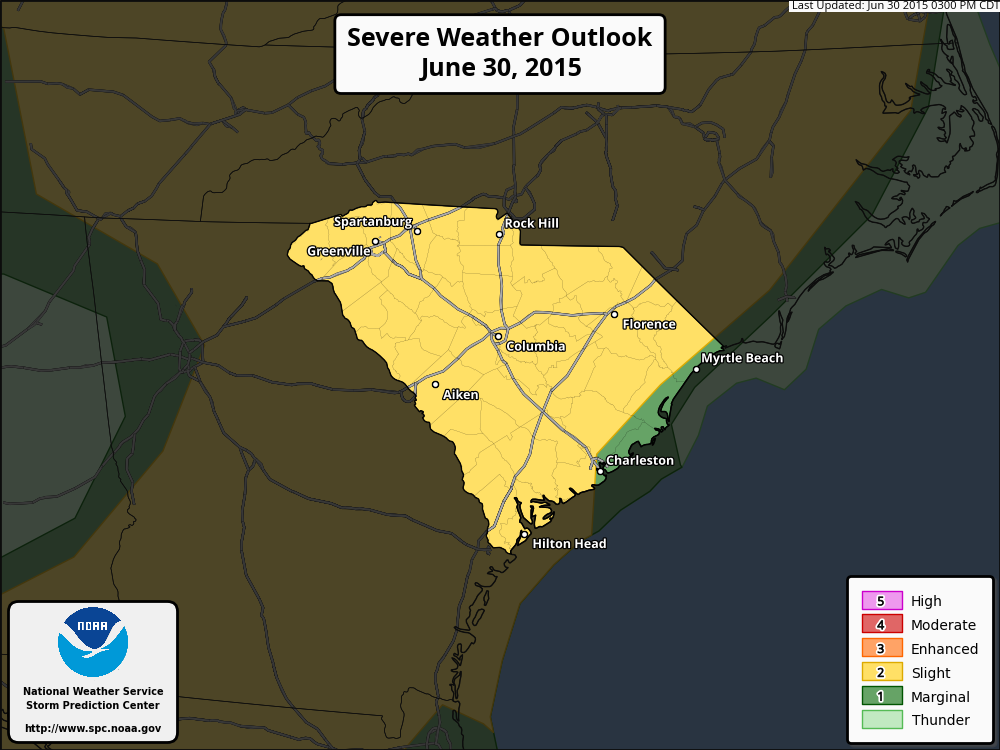 Last Updated: Jun 30 2015 0300 PM CDT
Severe Weather Outlook
June 30, 2015
Spartanburg
Rock Hill
Greenville
Florence
Columbia
Myrtle Beach
Aiken
Charleston
Hilton Head
5 High
4 Moderate
3 Enhanced
2 Slight
1 Marginal
Thunder
NOAA
National Weather Service
Storm Prediction Center
http://www.spc.noaa.gov